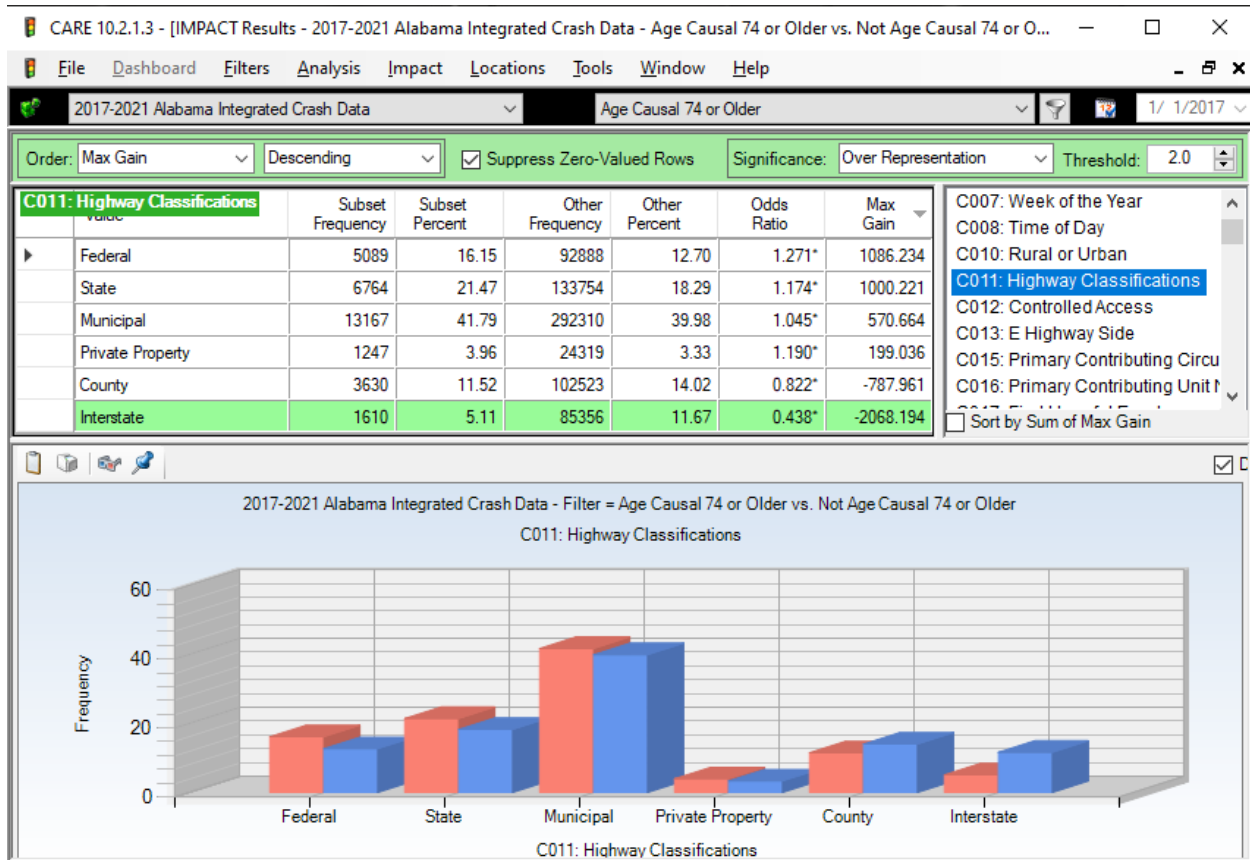 CARE 10.2.1.3 - [IMPACT Results - 2017-2021 Alabama Integrated Crash Data - Age Causal 74 or Older vs. Not Age Causal 74 or O...
File Dashboard Filters Analysis Impact Locations Tools Window Help
2017-2021 Alabama Integrated Crash Data Age Causal 74 or Older 1/ 1/2017
Order: Max Gain Descending Suppress Zero-Valued Rows Significance: Over Representation Threshold: 2.0
C011: Highway Classifications
Subset Frequency Subset Percent Other Frequency Other Percent Odds Ratio Max Gain
Federal 5089 16.15 92888 12.70 1.271* 1086.234
State 6764 21.47 133754 18.29 1.174* 1000.221
Municipal 13167 41.79 292310 39.98 1.045* 570.664
Private Property 1247 3.96 24319 3.33 1.190* 199.036
County 3630 11.52 102523 14.02 0.822* -787.961
Interstate 1610 5.11 85356 11.67 0.438* -2068.194
C007: Week of the Year
C008: Time of Day
C010: Rural or Urban
C011: Highway Classifications
C012: Controlled Access
C013: E Highway Side
C015: Primary Contributing Circu
C016: Primary Contributing Unit
Sort by Sum of Max Gain
D
2017-2021 Alabama Integrated Crash Data - Filter = Age Causal 74 or Older vs. Not Age Causal 74 or Older
C011: Highway Classifications
Frequency
60
40
20
0
Federal State Municipal Private Property County Interstate
C011: Highway Classifications